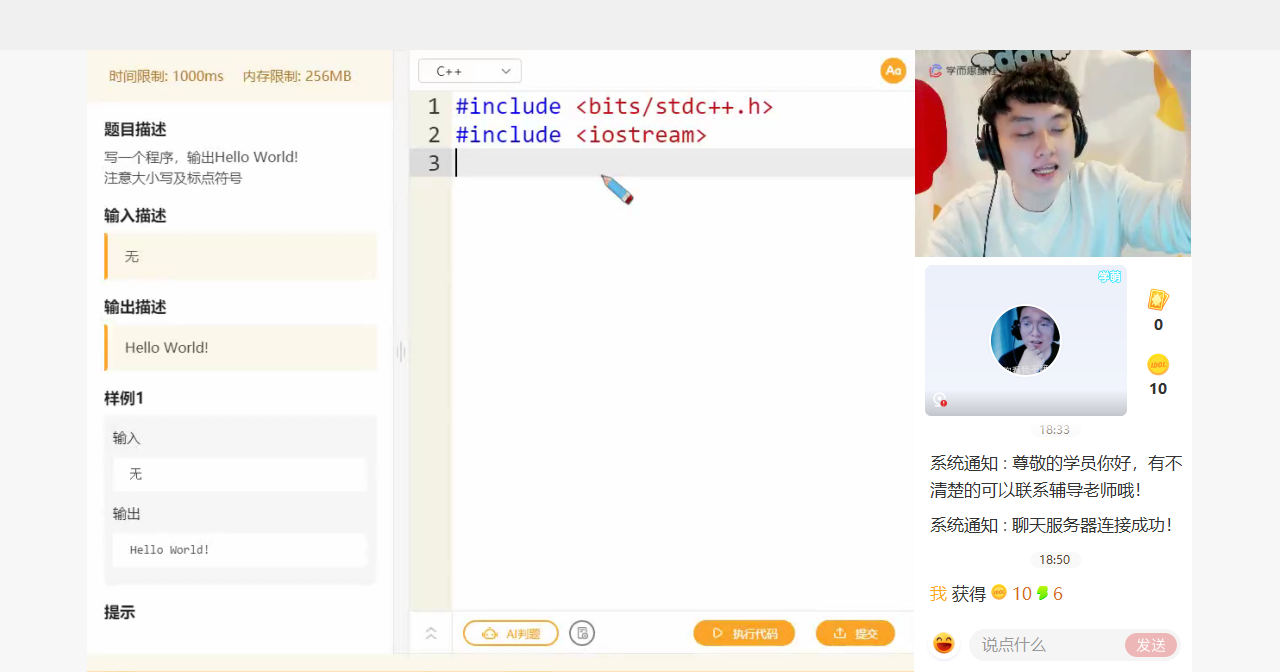 时间限制: 1000ms 内存限制: 256MB
题目描述
写一个程序，输出Hello World!
注意大小写及标点符号
输入描述
无
输出描述
Hello World!
样例1
输入
无
输出
Hello World!
提示
C++
Aa
1 #include <bits/stdc++.h>
2 #include <iostream>
3
AI判题
执行代码
提交
学而思编程
学萌
0
10
18:33
系统通知 : 尊敬的学员你好，有不
清楚的可以联系辅导老师哦！
系统通知 : 聊天服务器连接成功！
18:50
我 获得 10 6
说点什么
发送